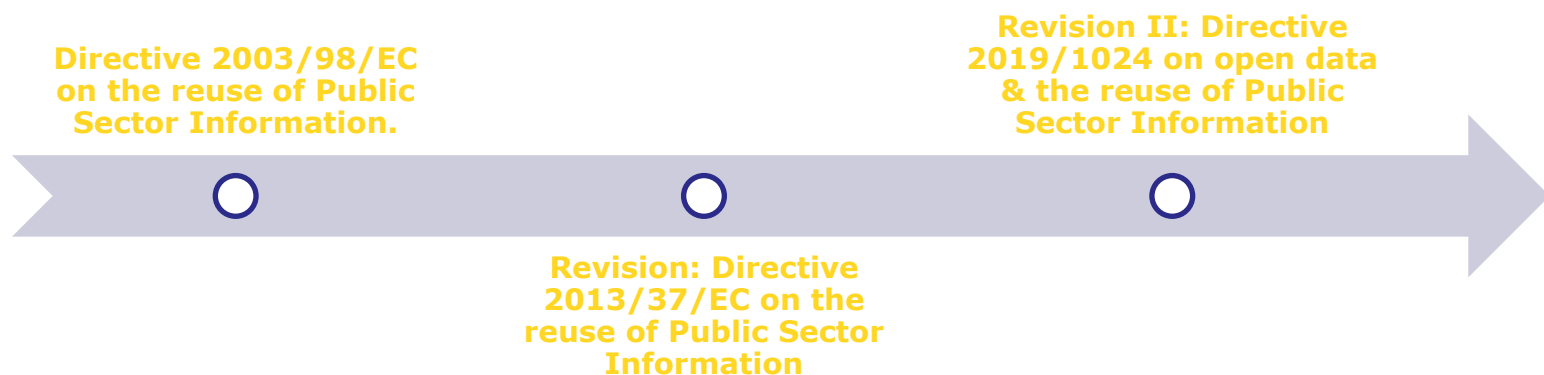 Directive 2003/98/EC
on the reuse of Public
Sector Information.
Revision: Directive
2013/37/EC on the
reuse of Public Sector
Information
Revision II: Directive
2019/1024 on open data
& the reuse of Public
Sector Information